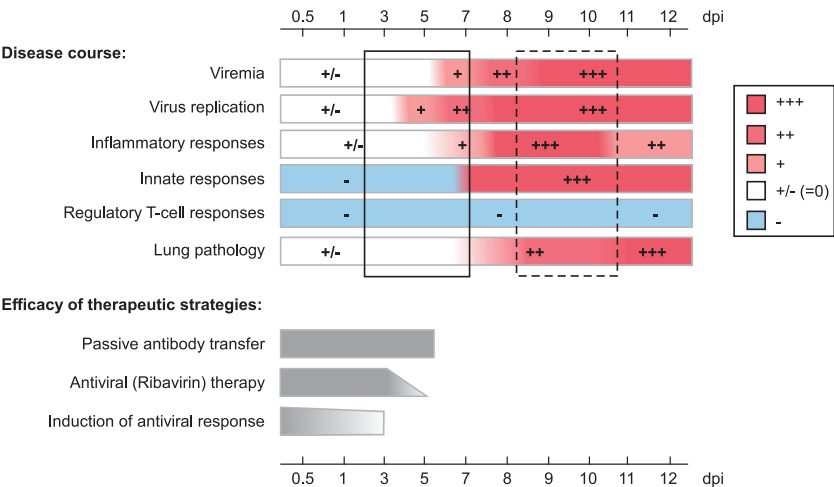 0.5 1 3 5 7 8 9 10 11 12 dpi
Disease course:
Viremia +/- + ++ +++
Virus replication +/- + ++ +++
Inflammatory responses +/- + +++ ++
Innate responses - +++
Regulatory T-cell responses - - -
Lung pathology +/- ++ +++
+++
++
+
+/- (=0)
-
Efficacy of therapeutic strategies:
Passive antibody transfer
Antiviral (Ribavirin) therapy
Induction of antiviral response
0.5 1 3 5 7 8 9 10 11 12 dpi